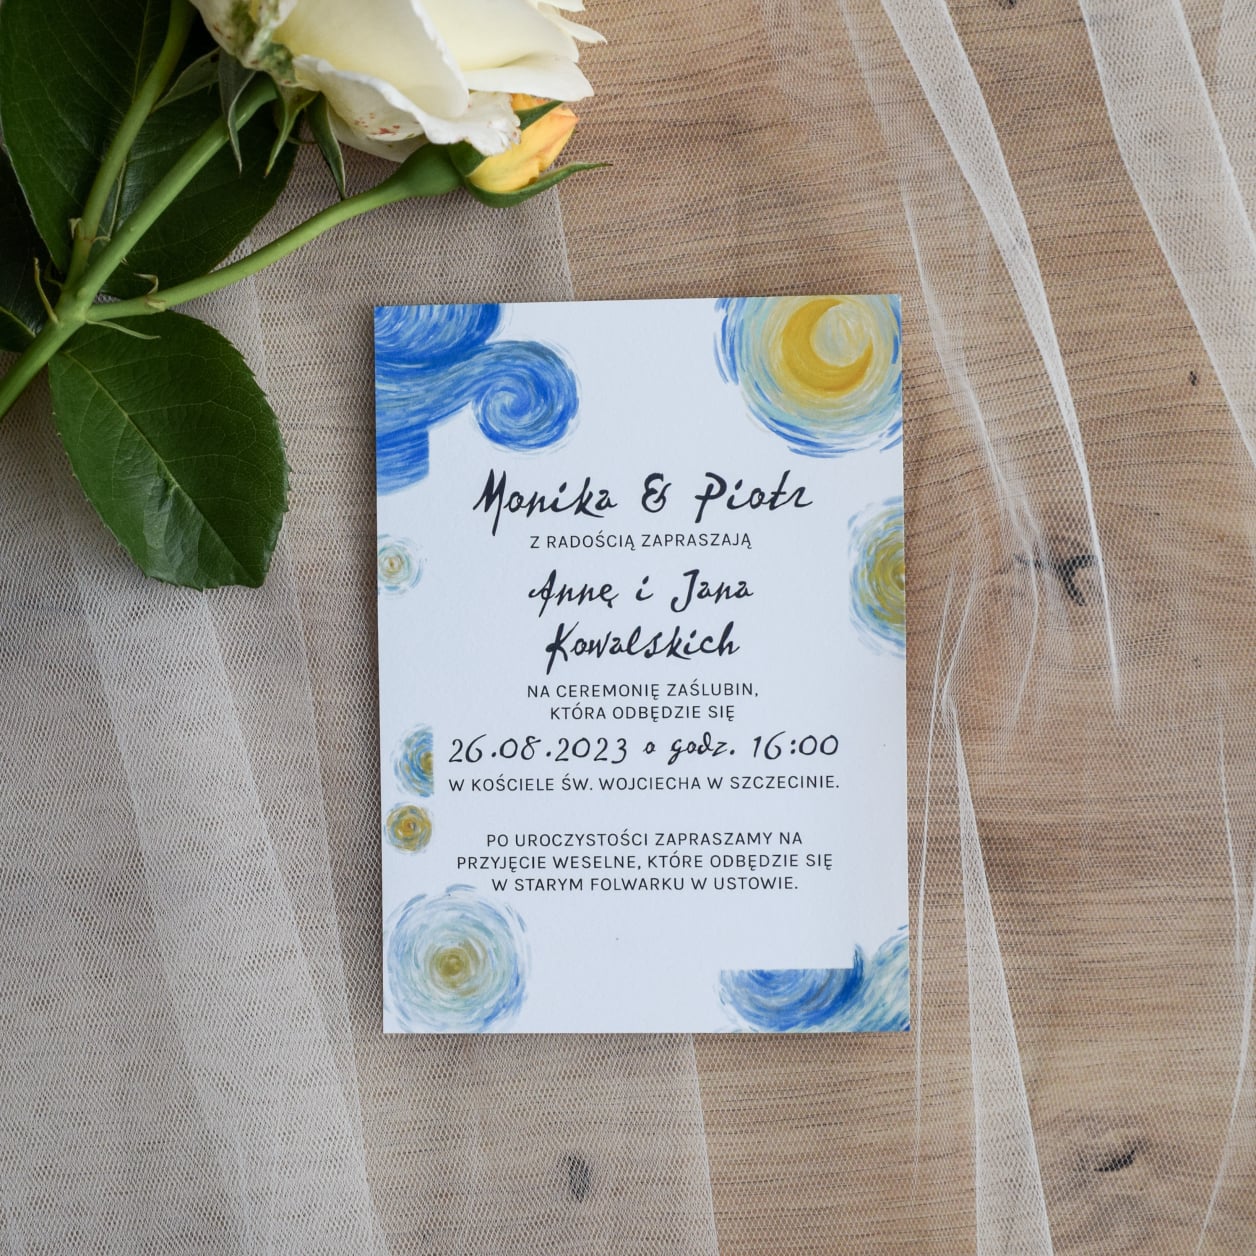 Monika & Piotr
Z RADOŚCIĄ ZAPRASZAJĄ
Annę i Jana
Kowalskich
NA CEREMONIĘ ZAŚLUBIN,
KTÓRA ODBĘDZIE SIĘ
26.08.2023 o godz. 16:00
W KOŚCIELE ŚW. WOJCIECHA W SZCZECINIE.
PO UROCZYSTOŚCI ZAPRASZAMY NA
PRZYJĘCIE WESELNE, KTÓRE ODBĘDZIE SIĘ
W STARYM FOLWARKU W USTOWIE.